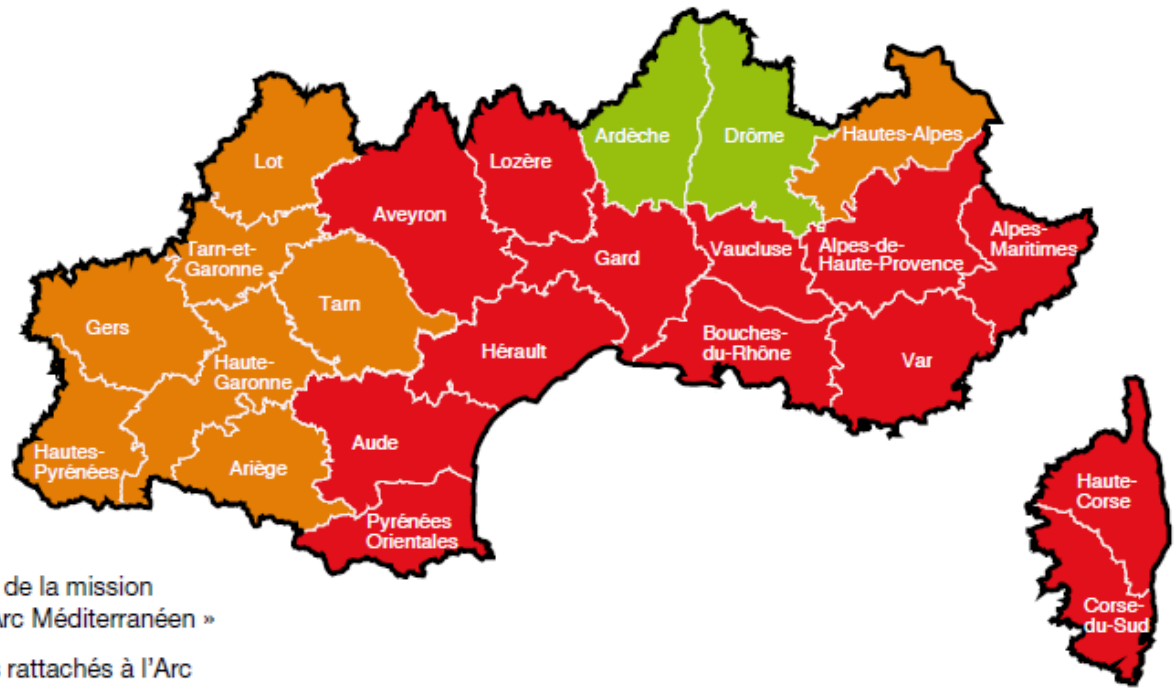 Ardèche
Drôme
Hautes-Alpes
Lot
Lozère
Aveyron
Alpes-
Maritimes
Tarn-et-
Garonne
Gard
Vaucluse
Alpes-de-
Haute-Provence
Tarn
Gers
Hérault
Bouches-
du-Rhône
Var
Haute-
Garonne
Aude
Hautes-
Pyrénées
Ariège
Haute-
Corse
Pyrénées
Orientales
de la mission
Arc Méditerranéen »
Corse-
du-Sud
rattachés à l'Arc